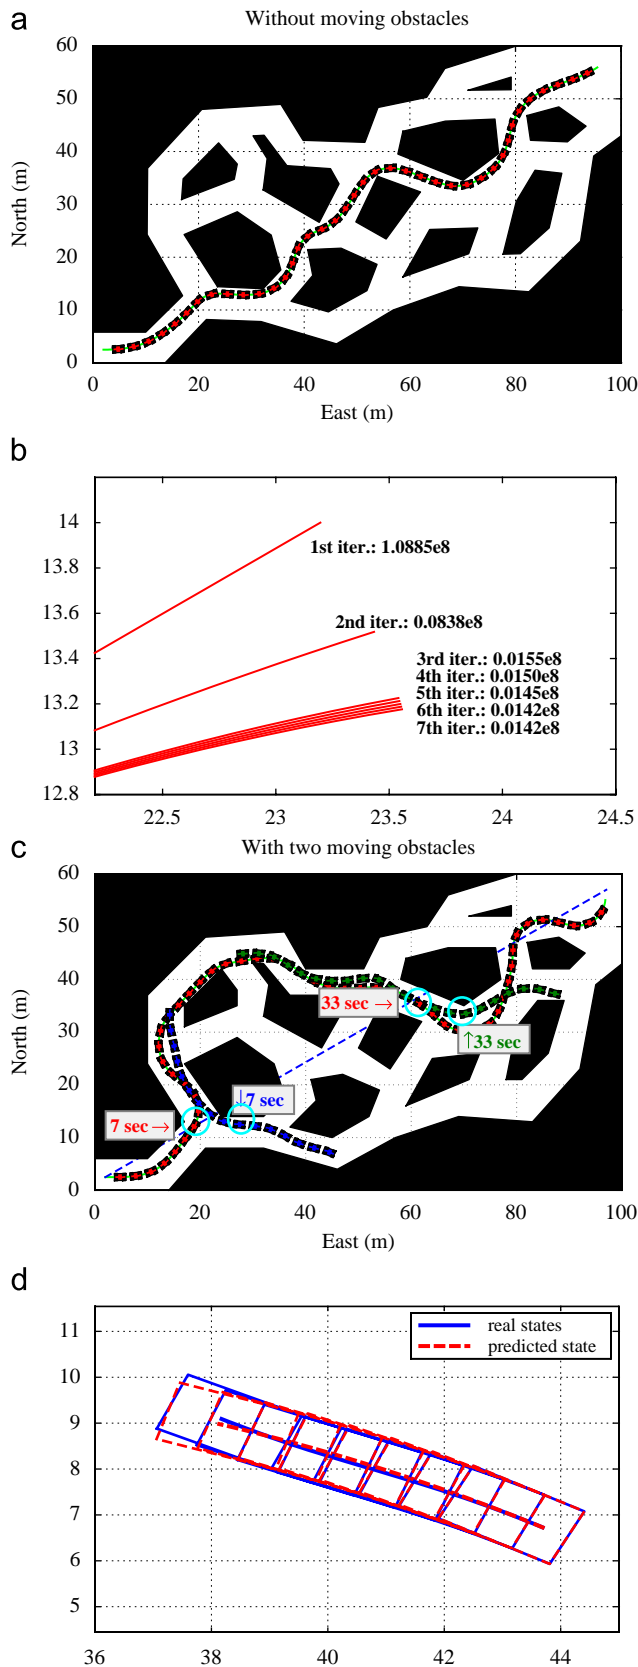 a
Without moving obstacles
60
50
40
30
20
10
0
North (m)
0 20 40 60 80 100
East (m)
b
14
13.8
13.6
13.4
13.2
13
12.8
1st iter.: 1.0885e8
2nd iter.: 0.0838e8
3rd iter.: 0.0155e8
4th iter.: 0.0150e8
5th iter.: 0.0145e8
6th iter.: 0.0142e8
7th iter.: 0.0142e8
22.5 23 23.5 24 24.5
c
With two moving obstacles
60
50
40
30
20
10
0
North (m)
33 sec →
↑33 sec
↓7 sec
7 sec →
0 20 40 60 80 100
East (m)
d
real states
predicted state
11
10
9
8
7
6
5
36 38 40 42 44